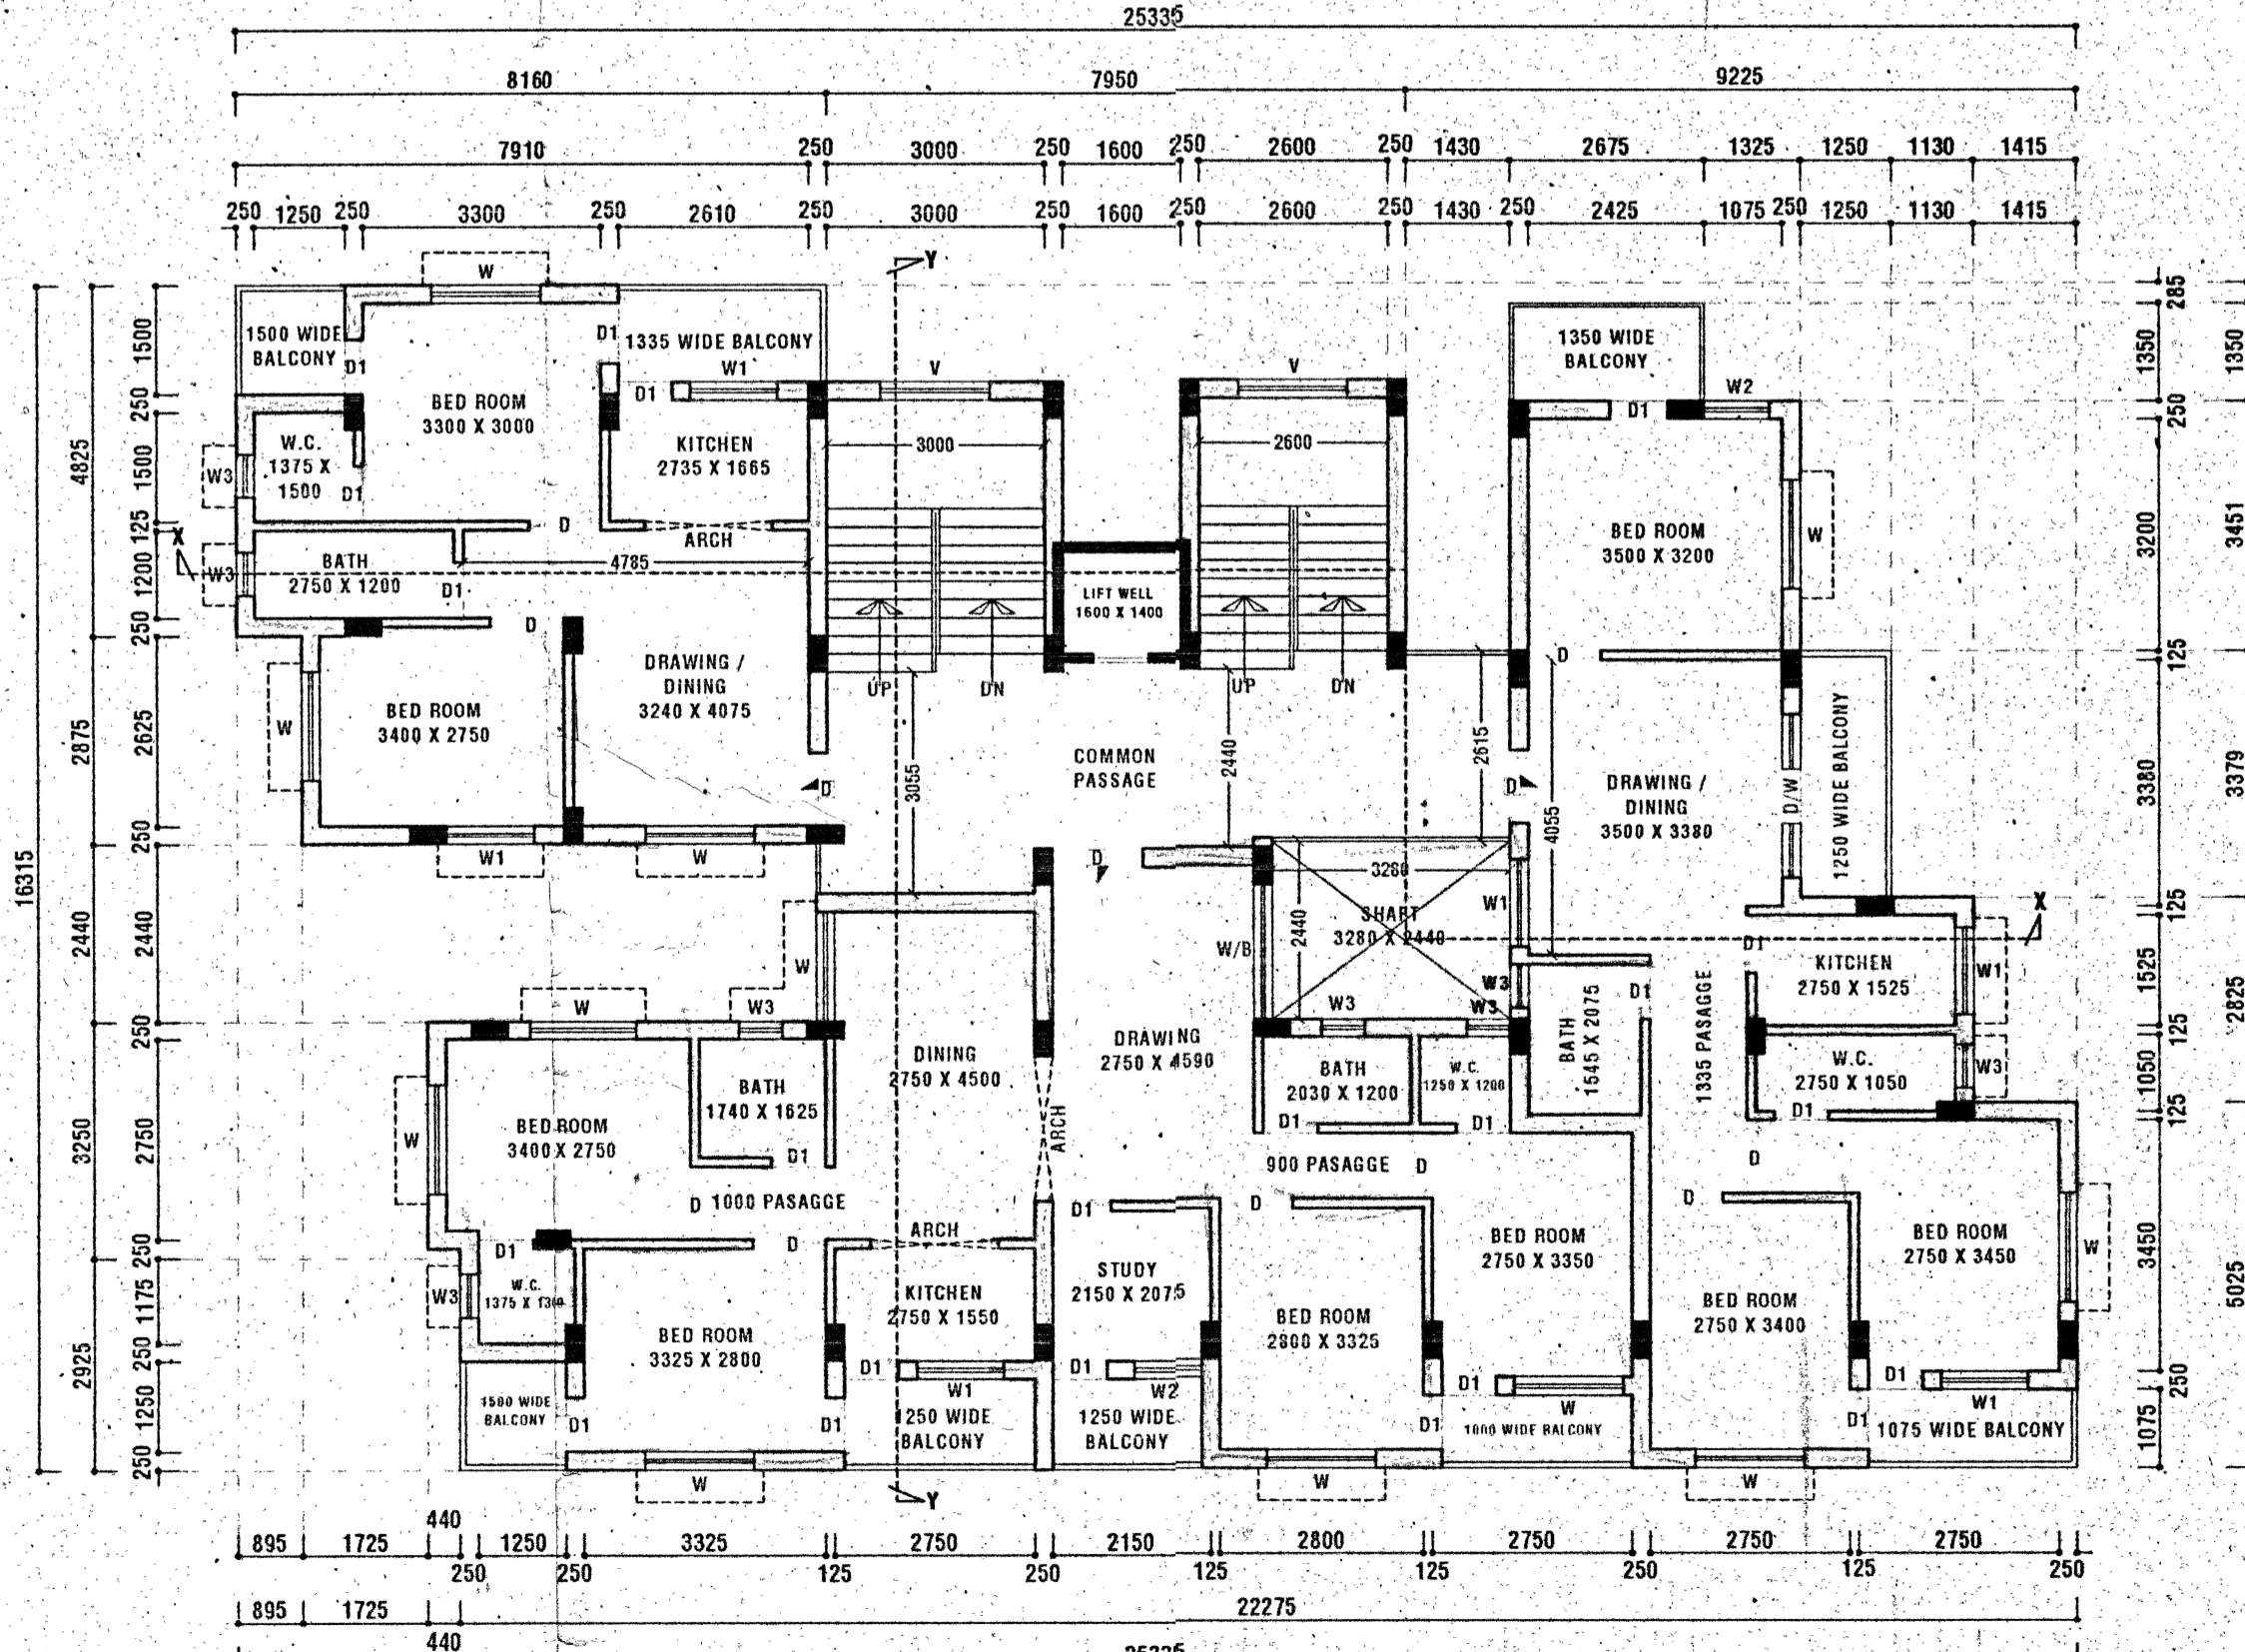 25335
8160 7950 9225
7910 250 3000 250 1600 250 2600 250 1430 2675 1325 1250 1130 1415
250 1250 250 3300 250 2610 250 3000 250 1600 250 2600 250 1430 250 2425 1075 250 1250 1130 1415
Y
W
1500 WIDE
BALCONY
D1
D1
1335 WIDE BALCONY
W1
D1
V
V
1350 WIDE
BALCONY
W2
D1
BED ROOM
3300 X 3000
W.C.
1375 X
1500
D1
W3
KITCHEN
2735 X 1665
3000
2600
D
ARCH
X
W3
BATH
2750 X 1200
D1
4785
LIFT WELL
1600 X 1400
BED ROOM
3500 X 3200
W
D
D
UP
DN
UP
DN
DRAWING /
DINING
3240 X 4075
BED ROOM
3400 X 2750
W
D
3055
COMMON
PASSAGE
2440
2615
D
4055
DRAWING /
DINING
3500 X 3380
D/W
1250 WIDE BALCONY
W1
W
D
3280
2440
SHAFT
3280 X 2440
W/B
W1
W3
W3
W3
X
D1
KITCHEN
2750 X 1525
W1
W
W3
W
DINING
2750 X 4500
DRAWING
2750 X 4590
D1
BATH
1545 X 2075
1335 PASAGGE
W.C.
2750 X 1050
W3
D1
BATH
1740 X 1625
D1
BED ROOM
3400 X 2750
W
ARCH
BATH
2030 X 1200
D1
W.C.
1250 X 1200
D1
D 1000 PASAGGE
900 PASAGGE D
D
D
D1
D
ARCH
D
D1
W.C.
1375 X 1300
W3
STUDY
2150 X 2075
KITCHEN
2750 X 1550
BED ROOM
3325 X 2800
BED ROOM
2800 X 3325
BED ROOM
2750 X 3350
BED ROOM
2750 X 3400
BED ROOM
2750 X 3450
W
D1
W1
D1
W2
D1
W
D1
W1
1500 WIDE
BALCONY
D1
D1
1250 WIDE
BALCONY
1250 WIDE
BALCONY
D1
1000 WIDE BALCONY
D1
1075 WIDE BALCONY
W
W
W
Y
16315
4825
2875
2440
3250
2925
1500
250
1500
125
1200
250
2625
250
2440
250
2750
250
1175
250
1250
250
285
1350
250
3200
125
3380
125
1525
125
1050
125
3450
250
1075
1350
3451
3379
2825
5025
895 1725 440 250 1250 250 3325 125 2750 250 2150 125 2800 125 2750 250 2750 125 2750 250
895 1725 440 22275